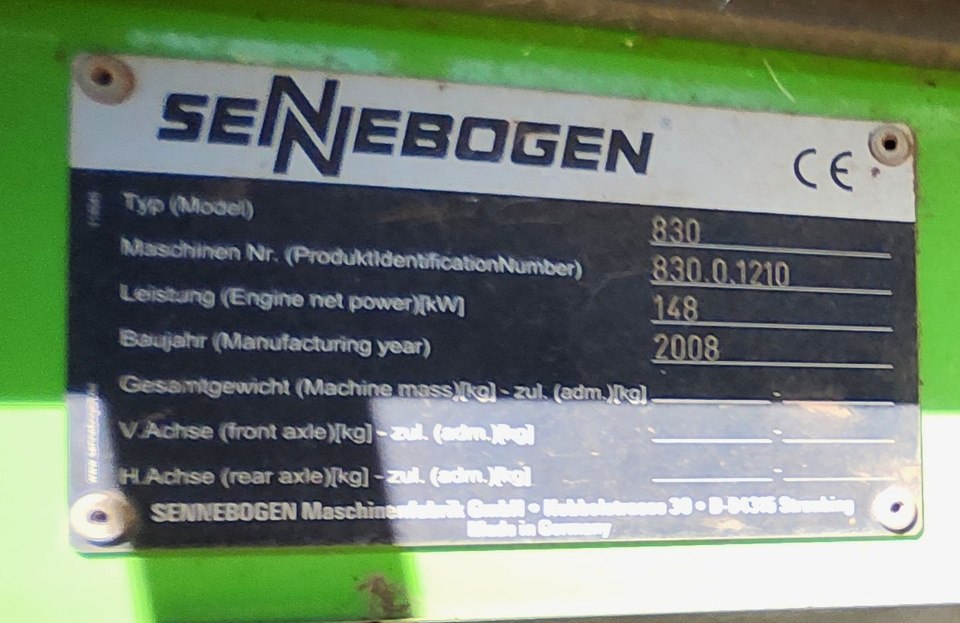 SENNEBOGEN
CE
Typ (Model) 830
Maschinen Nr. (ProduktIdentificationNumber) 830.0.1210
Leistung (Engine net power)[kW] 148
Baujahr (Manufacturing year) 2008
Gesamtgewicht (Machine mass)[kg] - zul. (adm.)[kg] -
V.Achse (front axle)[kg] - zul. (adm.)[kg] -
H.Achse (rear axle)[kg] - zul. (adm.)[kg] -
SENNEBOGEN Maschinenfabrik GmbH • Hebbelstrasse 30 • D-94315 Straubing
Made in Germany